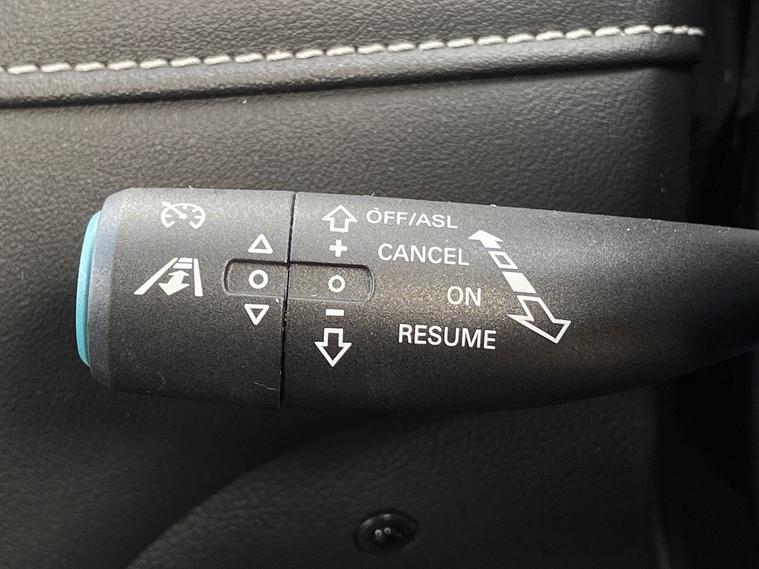 OFF/ASL
+
CANCEL
ON
-
RESUME